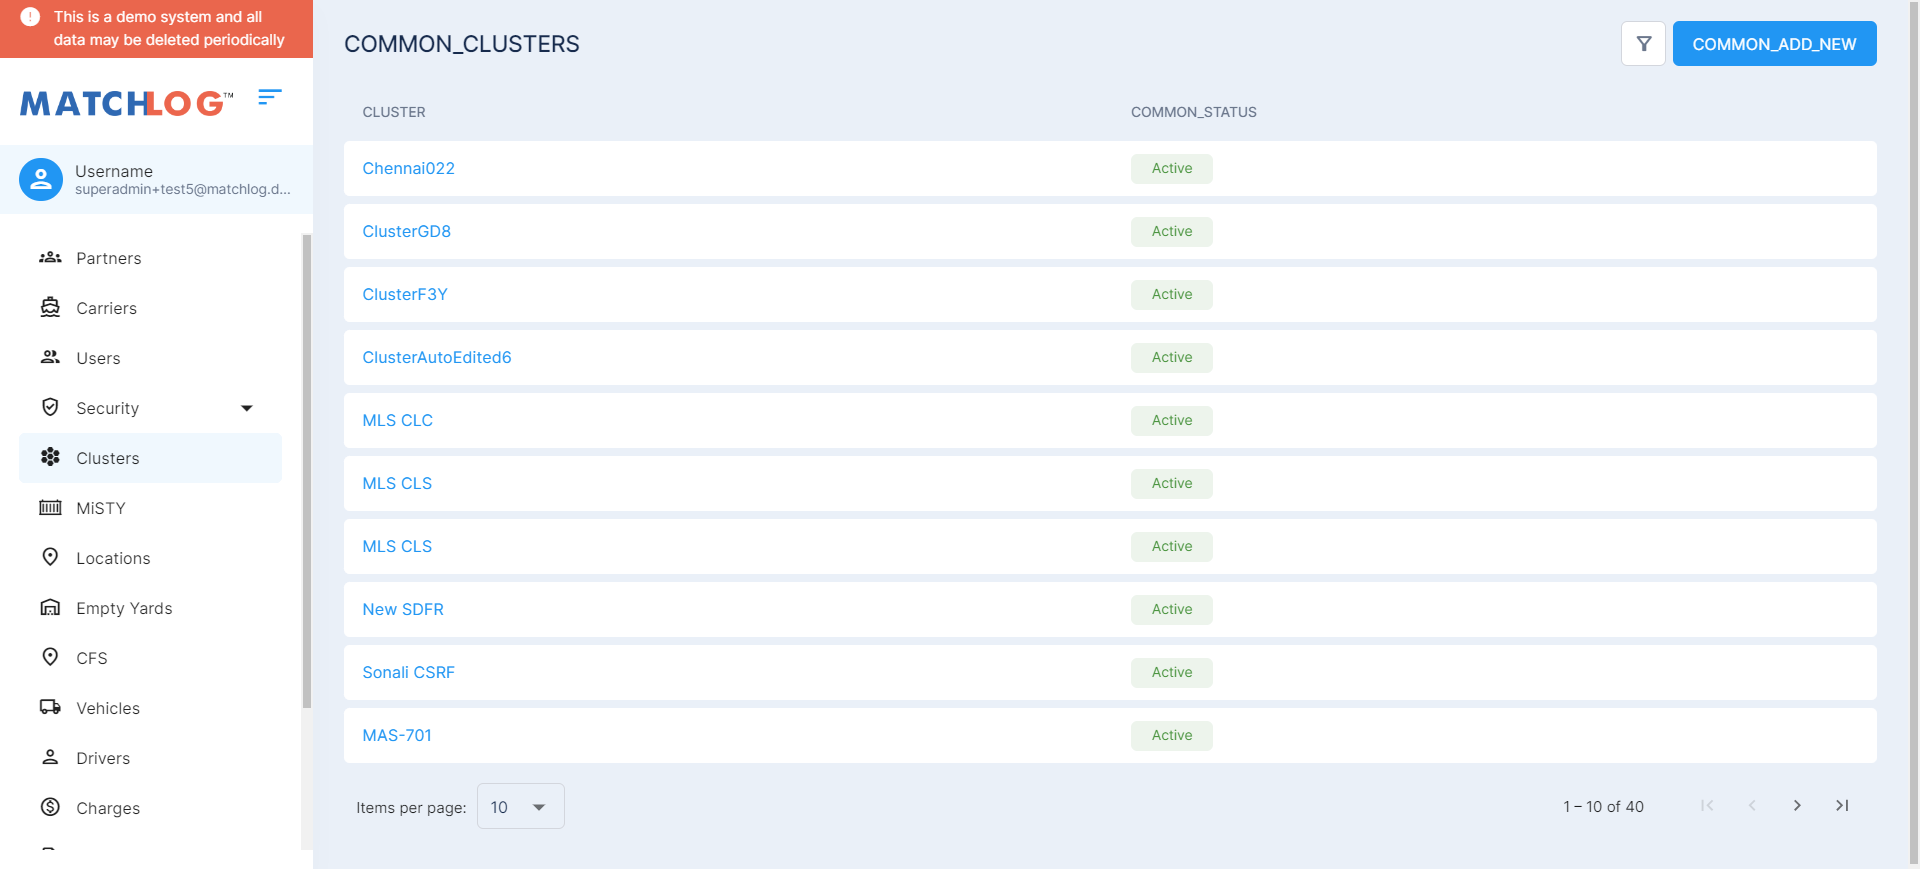 This is a demo system and all
data may be deleted periodically
MATCHLOG™
Username
superadmin+test5@matchlog.d...
Partners
Carriers
Users
Security
Clusters
MiSTY
Locations
Empty Yards
CFS
Vehicles
Drivers
Charges
COMMON_CLUSTERS
COMMON_ADD_NEW
CLUSTER COMMON_STATUS
Chennai022 Active
ClusterGD8 Active
ClusterF3Y Active
ClusterAutoEdited6 Active
MLS CLC Active
MLS CLS Active
MLS CLS Active
New SDFR Active
Sonali CSRF Active
MAS-701 Active
Items per page: 10 1 – 10 of 40